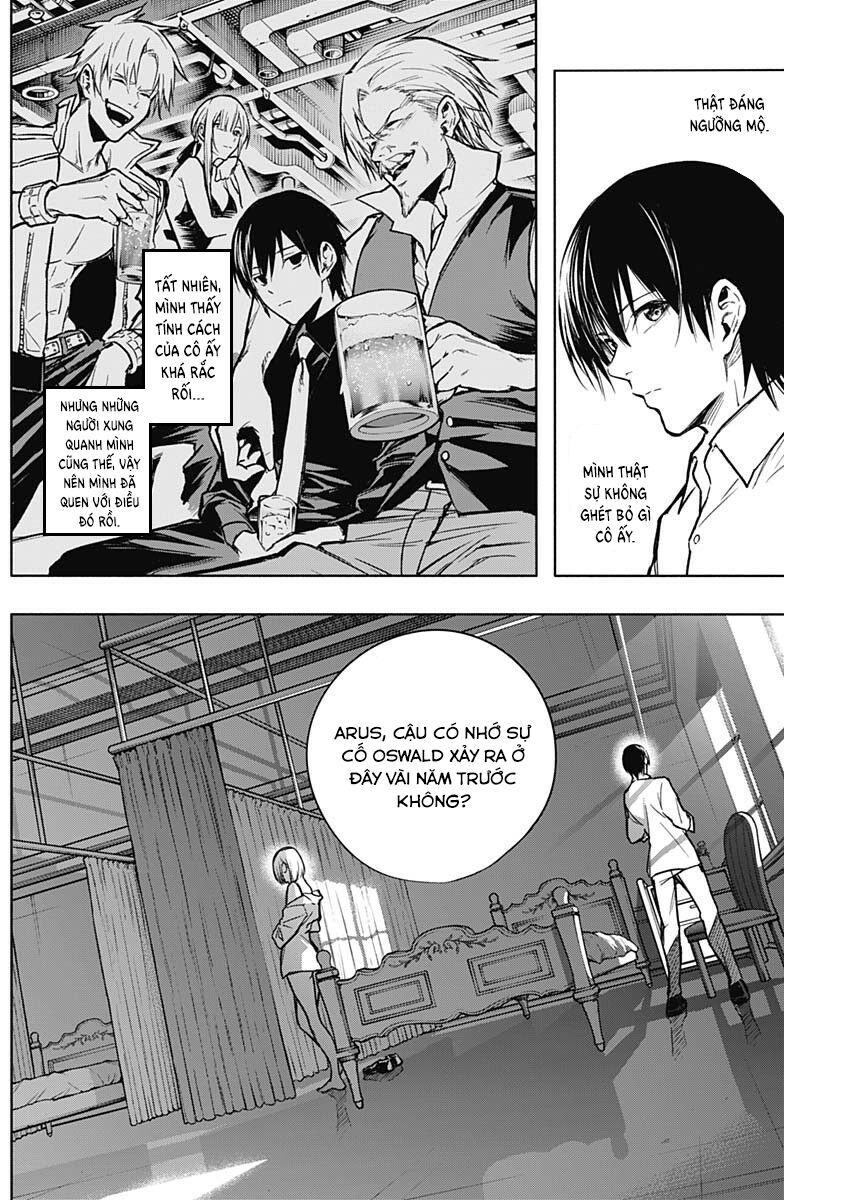 THẬT ĐÁNG
NGƯỠNG MỘ.
MÌNH THẬT
SỰ KHÔNG
GHÉT BỎ GÌ
CÔ ẤY.
TẤT NHIÊN,
MÌNH THẤY
TÍNH CÁCH
CỦA CÔ ẤY
KHÁ RẮC
RỐI...
NHƯNG NHỮNG
NGƯỜI XUNG
QUANH MÌNH
CŨNG THẾ, VẬY
NÊN MÌNH ĐÃ
QUEN VỚI ĐIỀU
ĐÓ RỒI.
ARUS, CẬU CÓ NHỚ SỰ
CỐ OSWALD XẢY RA Ở
ĐÂY VÀI NĂM TRƯỚC
KHÔNG?